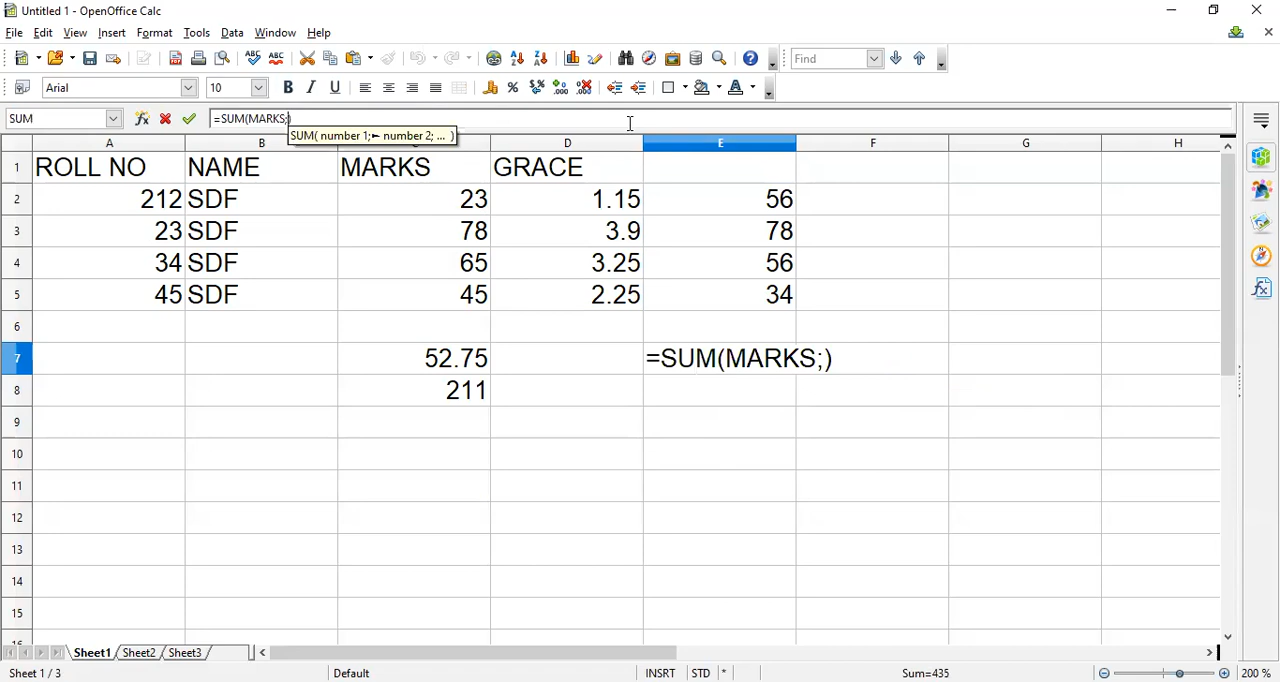 Untitled 1 - OpenOffice Calc
File Edit View Insert Format Tools Data Window Help
Find
Arial 10
SUM =SUM(MARKS;)
SUM( number 1; number 2; ... )
A B C D E F G H
1 ROLL NO NAME MARKS GRACE
2 212 SDF 23 1.15 56
3 23 SDF 78 3.9 78
4 34 SDF 65 3.25 56
5 45 SDF 45 2.25 34
6
7 52.75 =SUM(MARKS;)
8 211
9
10
11
12
13
14
15
16
Sheet1 Sheet2 Sheet3
Sheet 1 / 3 Default INSRT STD * Sum=435 200 %